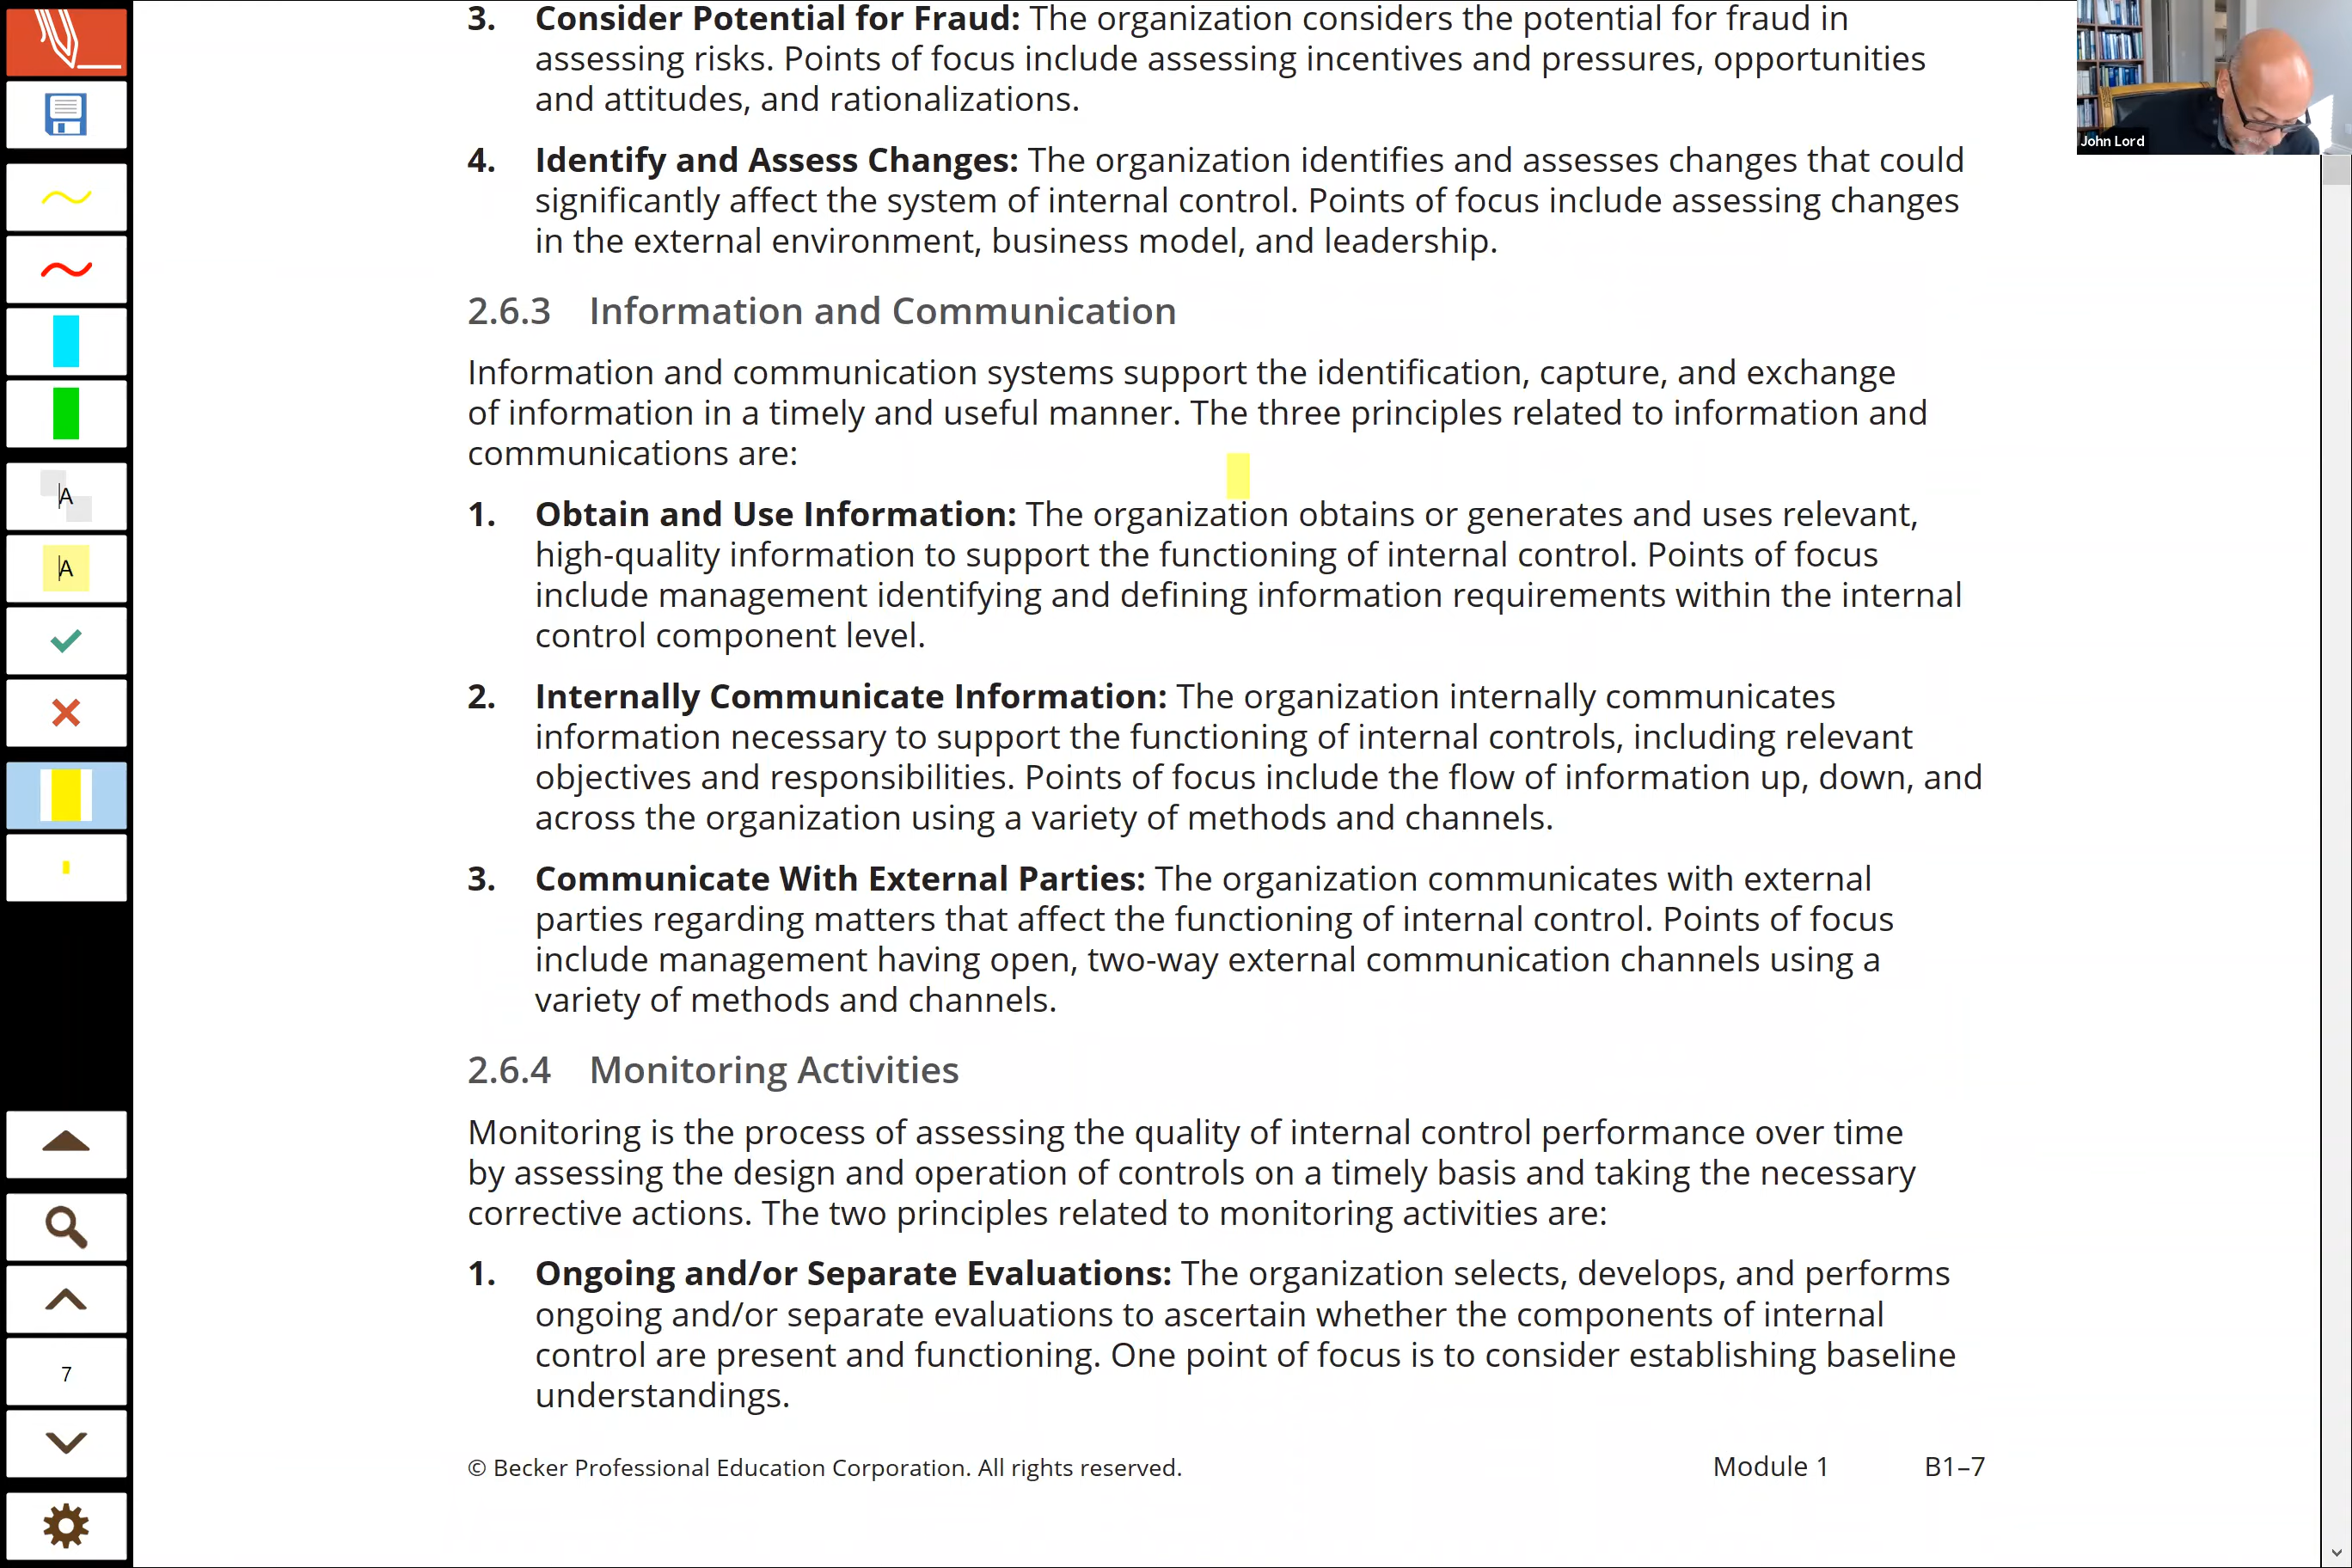 3. Consider Potential for Fraud: The organization considers the potential for fraud in
assessing risks. Points of focus include assessing incentives and pressures, opportunities
and attitudes, and rationalizations.
4. Identify and Assess Changes: The organization identifies and assesses changes that could
significantly affect the system of internal control. Points of focus include assessing changes
in the external environment, business model, and leadership.
2.6.3 Information and Communication
Information and communication systems support the identification, capture, and exchange
of information in a timely and useful manner. The three principles related to information and
communications are:
1. Obtain and Use Information: The organization obtains or generates and uses relevant,
high-quality information to support the functioning of internal control. Points of focus
include management identifying and defining information requirements within the internal
control component level.
2. Internally Communicate Information: The organization internally communicates
information necessary to support the functioning of internal controls, including relevant
objectives and responsibilities. Points of focus include the flow of information up, down, and
across the organization using a variety of methods and channels.
3. Communicate With External Parties: The organization communicates with external
parties regarding matters that affect the functioning of internal control. Points of focus
include management having open, two-way external communication channels using a
variety of methods and channels.
2.6.4 Monitoring Activities
Monitoring is the process of assessing the quality of internal control performance over time
by assessing the design and operation of controls on a timely basis and taking the necessary
corrective actions. The two principles related to monitoring activities are:
1. Ongoing and/or Separate Evaluations: The organization selects, develops, and performs
ongoing and/or separate evaluations to ascertain whether the components of internal
control are present and functioning. One point of focus is to consider establishing baseline
understandings.
© Becker Professional Education Corporation. All rights reserved. Module 1 B1–7
John Lord
A
A
7